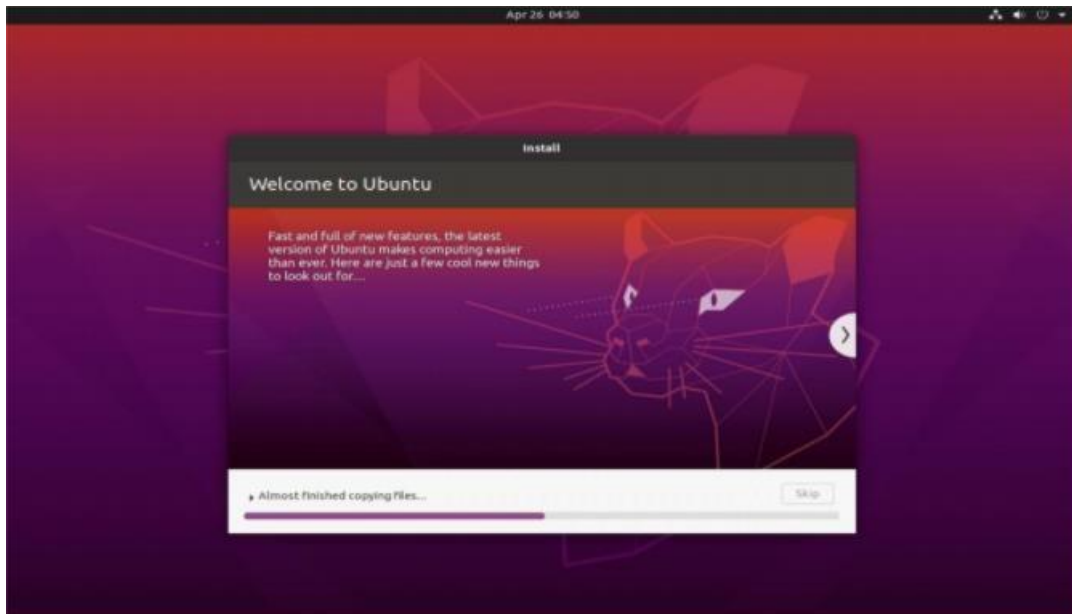 Apr 26 04:50
Install
Welcome to Ubuntu
Fast and full of new features, the latest
version of Ubuntu makes computing easier
than ever. Here are just a few cool new things
to look out for....
Almost finished copying files...
Skip